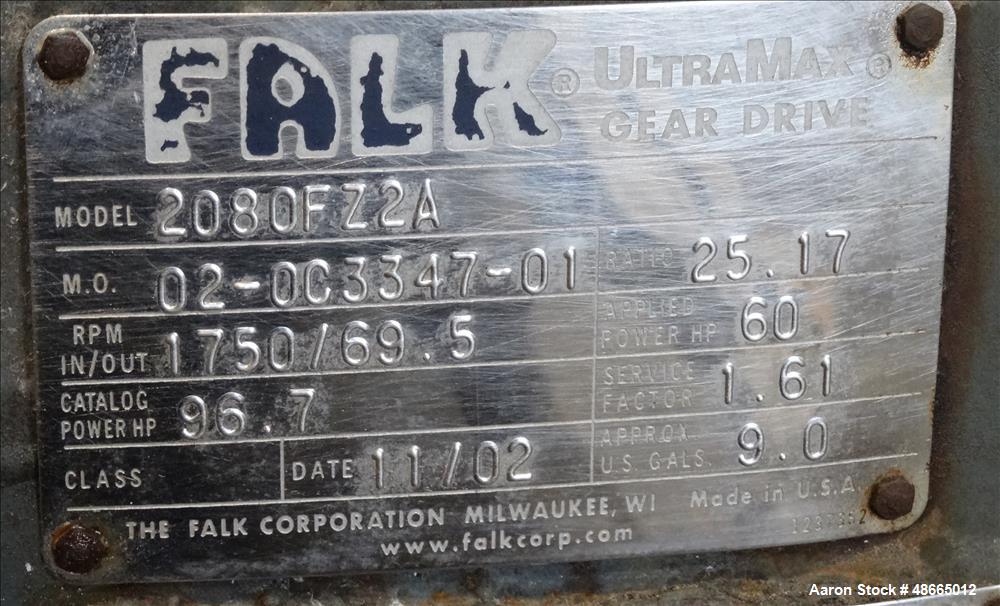 FALK® ULTRAMAX®
GEAR DRIVE
MODEL 2080FZ2A
M.O. 02-0C3347-01 RATIO 25.17
RPM IN/OUT 1750/69.5 APPLIED POWER HP 60
CATALOG POWER HP 96.7 SERVICE FACTOR 1.61
CLASS DATE 11/02 APPROX. U.S. GALS. 9.0
THE FALK CORPORATION MILWAUKEE, WI Made in U.S.A.
www.falkcorp.com
Aaron Stock # 48665012